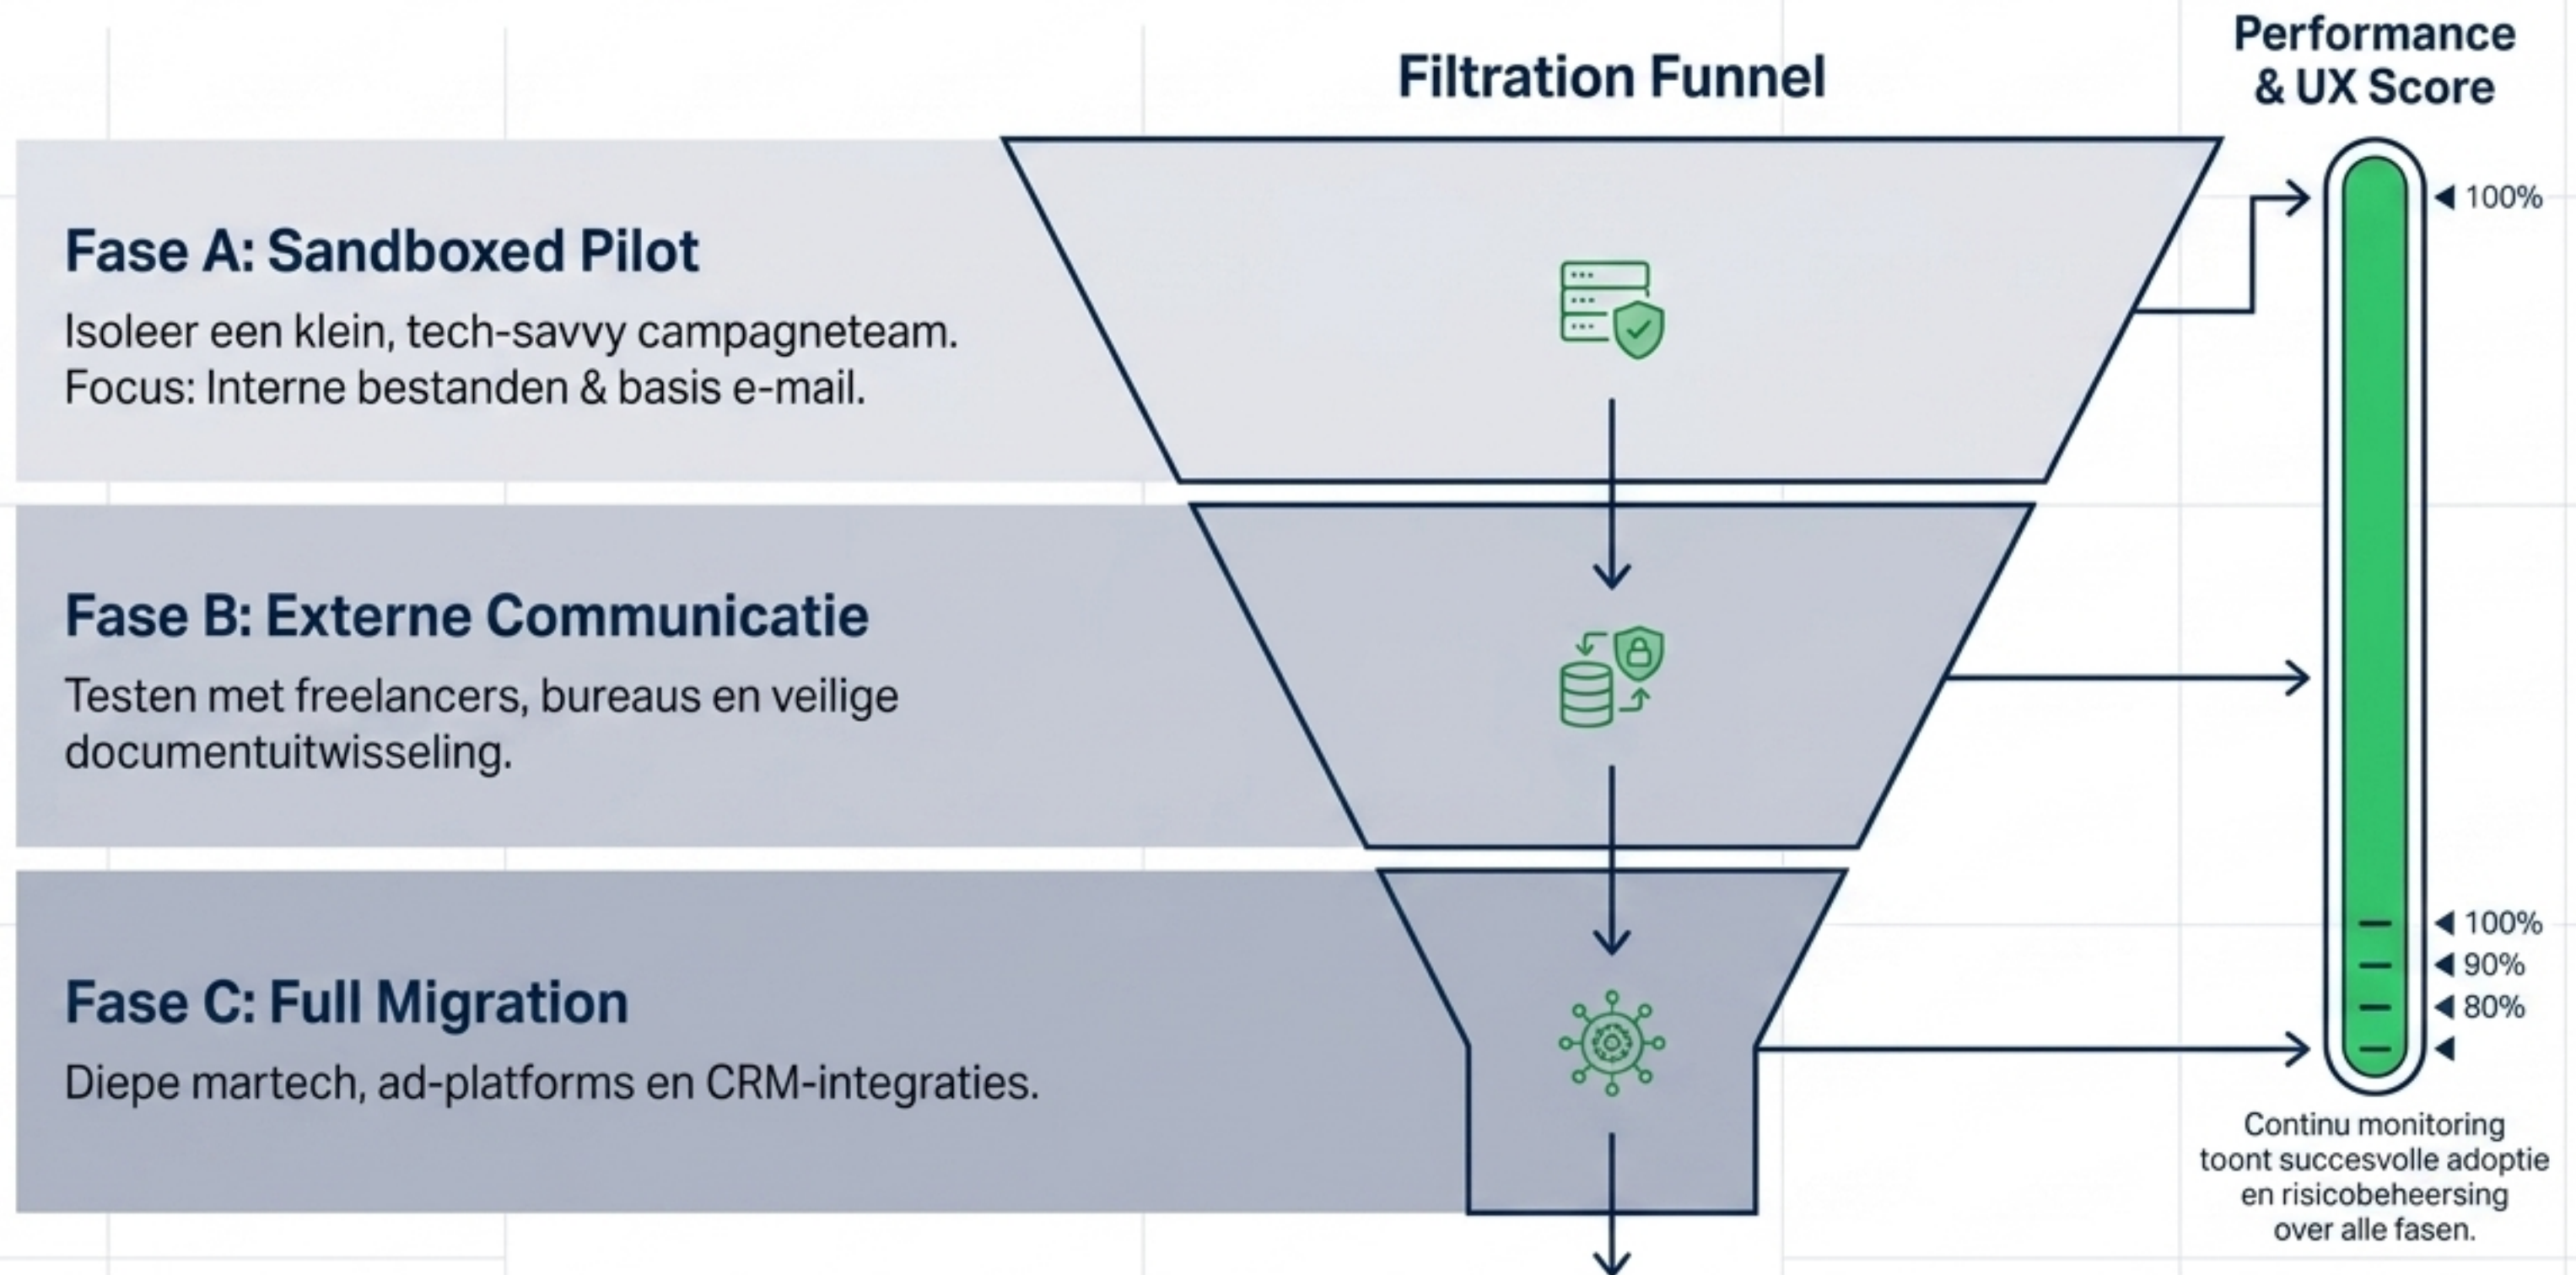 Filtration Funnel
Performance
& UX Score
Fase A: Sandboxed Pilot
Isoleer een klein, tech-savvy campagneteam.
Focus: Interne bestanden & basis e-mail.
100%
Fase B: Externe Communicatie
Testen met freelancers, bureaus en veilige
documentuitwisseling.
Fase C: Full Migration
Diepe martech, ad-platforms en CRM-integraties.
100%
90%
80%
Continu monitoring
toont succesvolle adoptie
en risicobeheersing
over alle fasen.